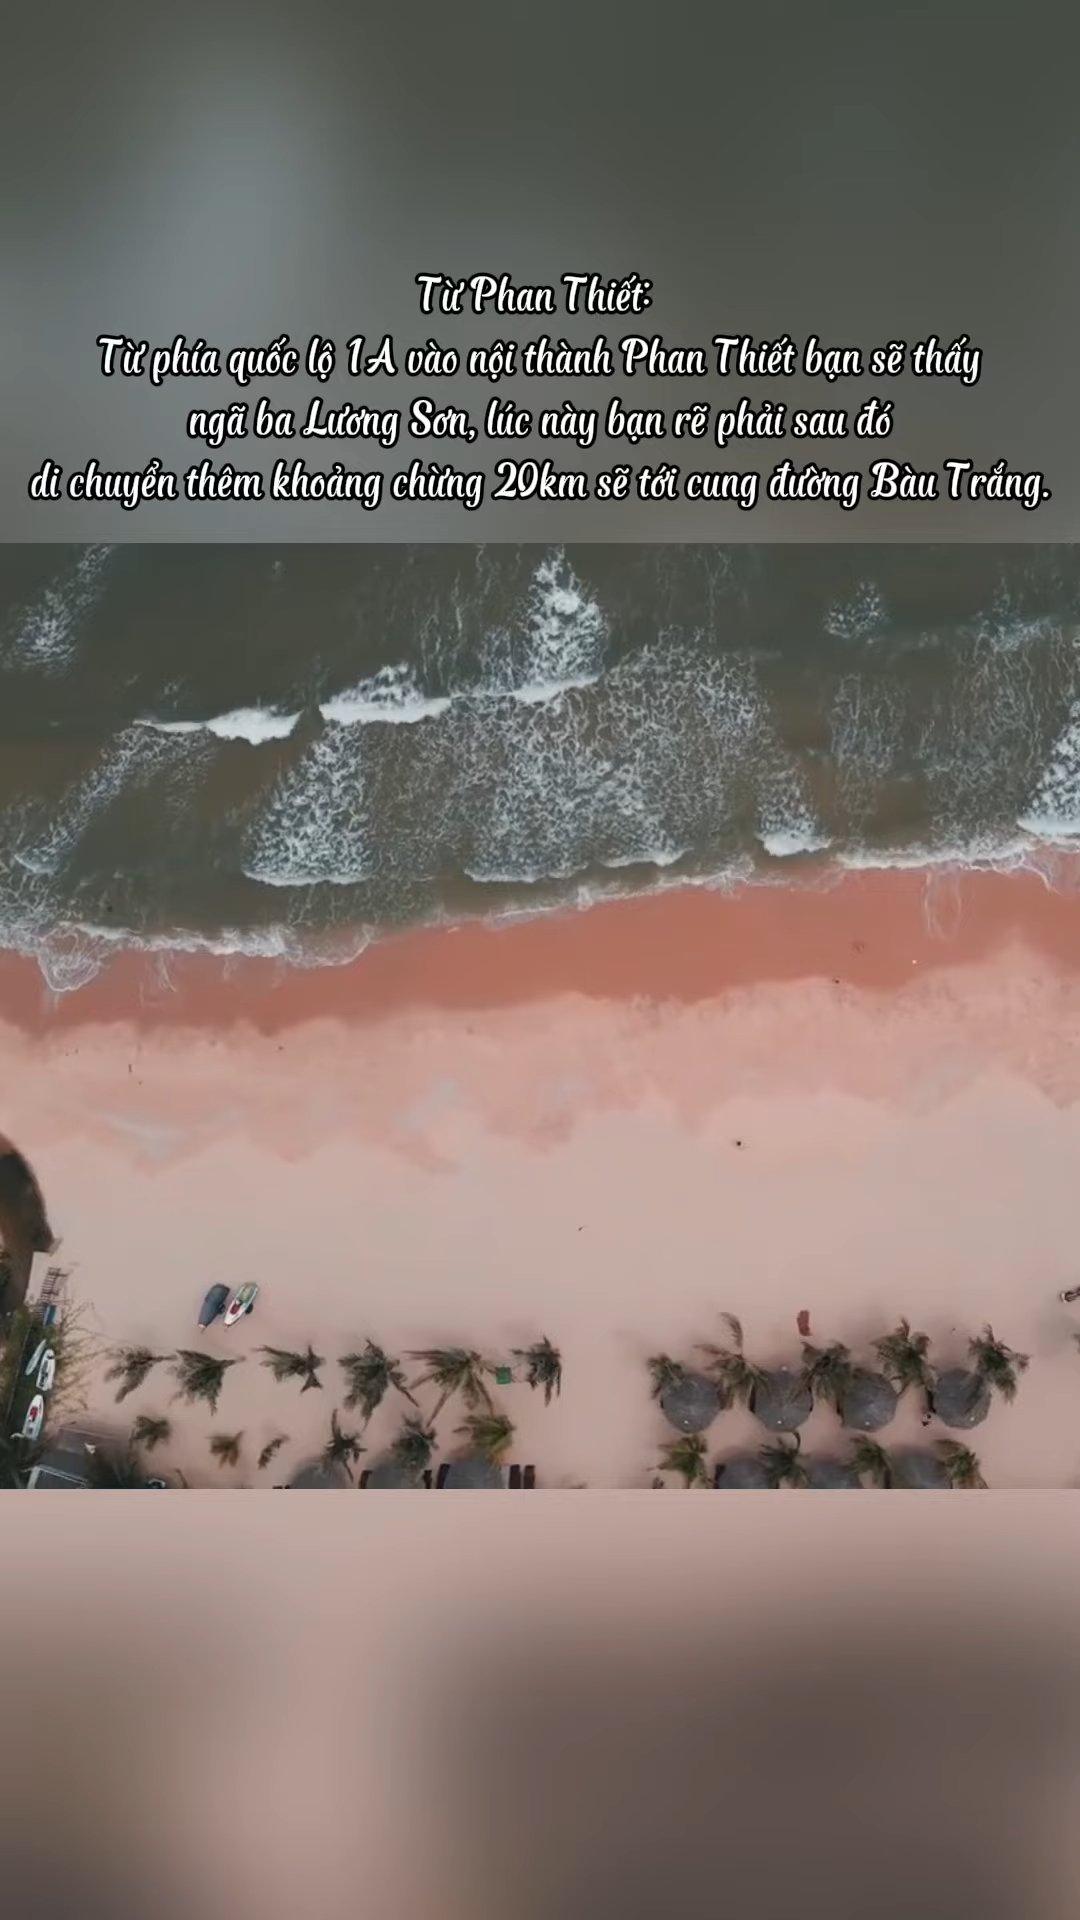 Từ Phan Thiết:
Từ phía quốc lộ 1A vào nội thành Phan Thiết bạn sẽ thấy
ngã ba Lương Sơn, lúc này bạn rẽ phải sau đó
di chuyển thêm khoảng chừng 20km sẽ tới cung đường Bàu Trắng.